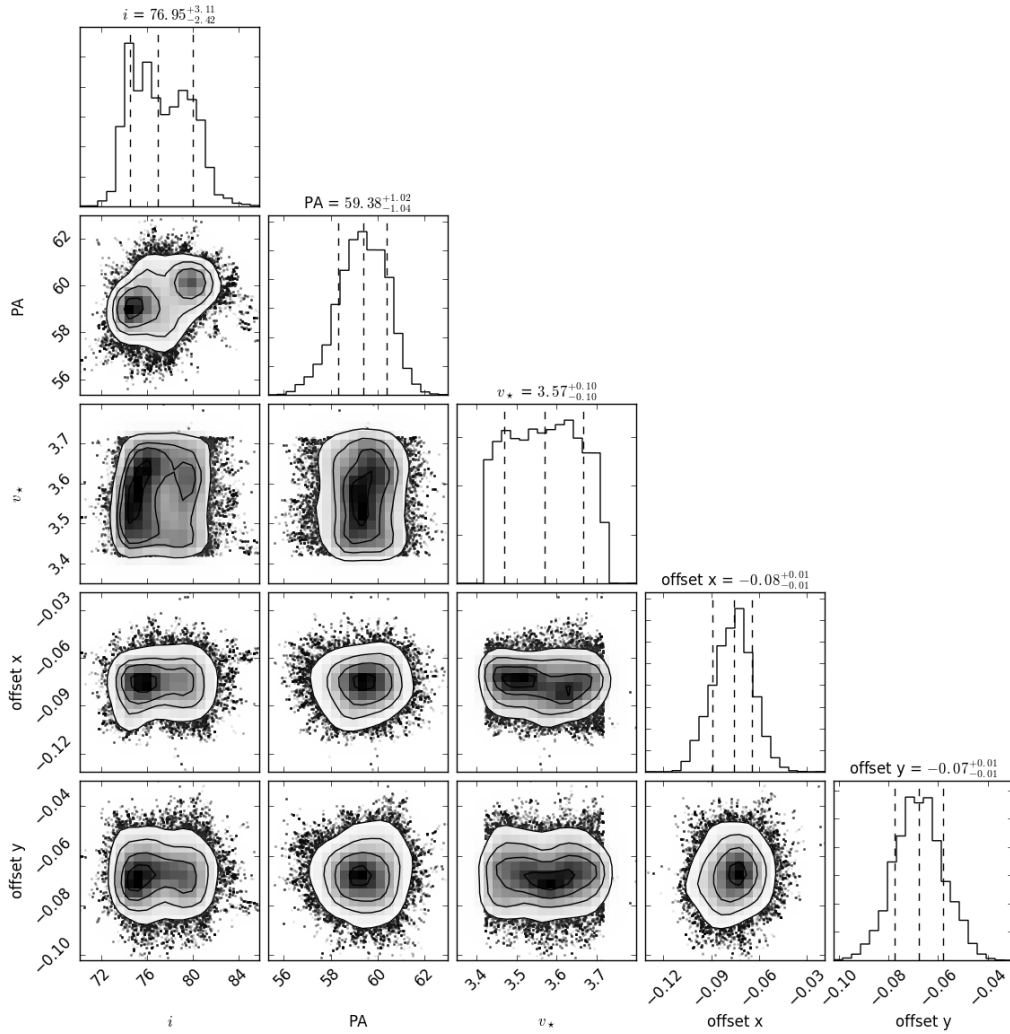 i = 76.95^{+3.11}_{-2.42}
PA = 59.38^{+1.02}_{-1.04}
62
60
58
56
PA
v⋆ = 3.57^{+0.10}_{-0.10}
3.7
3.6
3.5
3.4
v⋆
offset x = −0.08^{+0.01}_{-0.01}
−0.03
−0.06
−0.09
−0.12
offset x
offset y = −0.07^{+0.01}_{-0.01}
−0.04
−0.06
−0.08
−0.10
offset y
72 76 80 84
56 58 60 62
3.4 3.5 3.6 3.7
−0.12 −0.09 −0.06 −0.03
−0.10 −0.08 −0.06 −0.04
i PA v⋆ offset x offset y